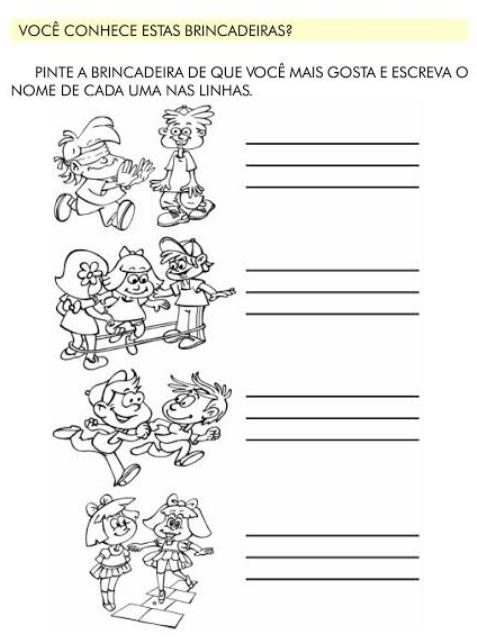 VOCÊ CONHECE ESTAS BRINCADEIRAS?
PINTE A BRINCADEIRA DE QUE VOCÊ MAIS GOSTA E ESCREVA O
NOME DE CADA UMA NAS LINHAS.